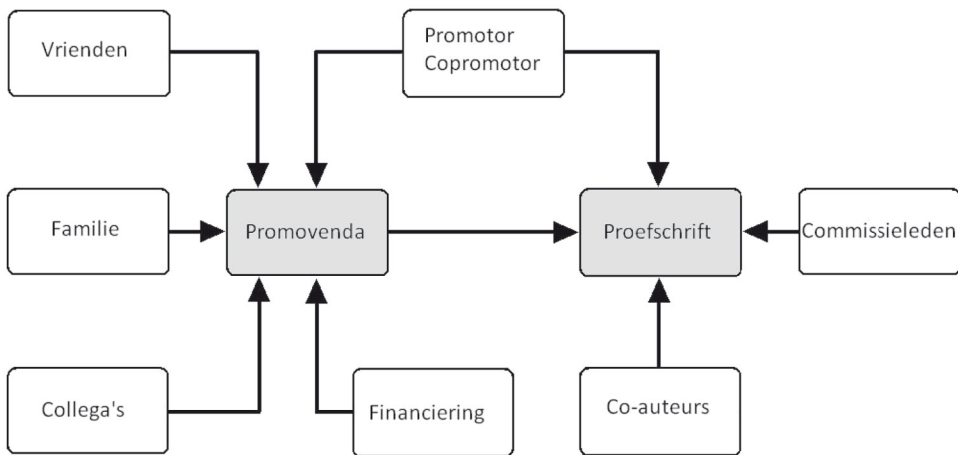 Vrienden
Promotor
Copromotor
Familie
Promovenda
Proefschrift
Commissieleden
Collega's
Financiering
Co-auteurs